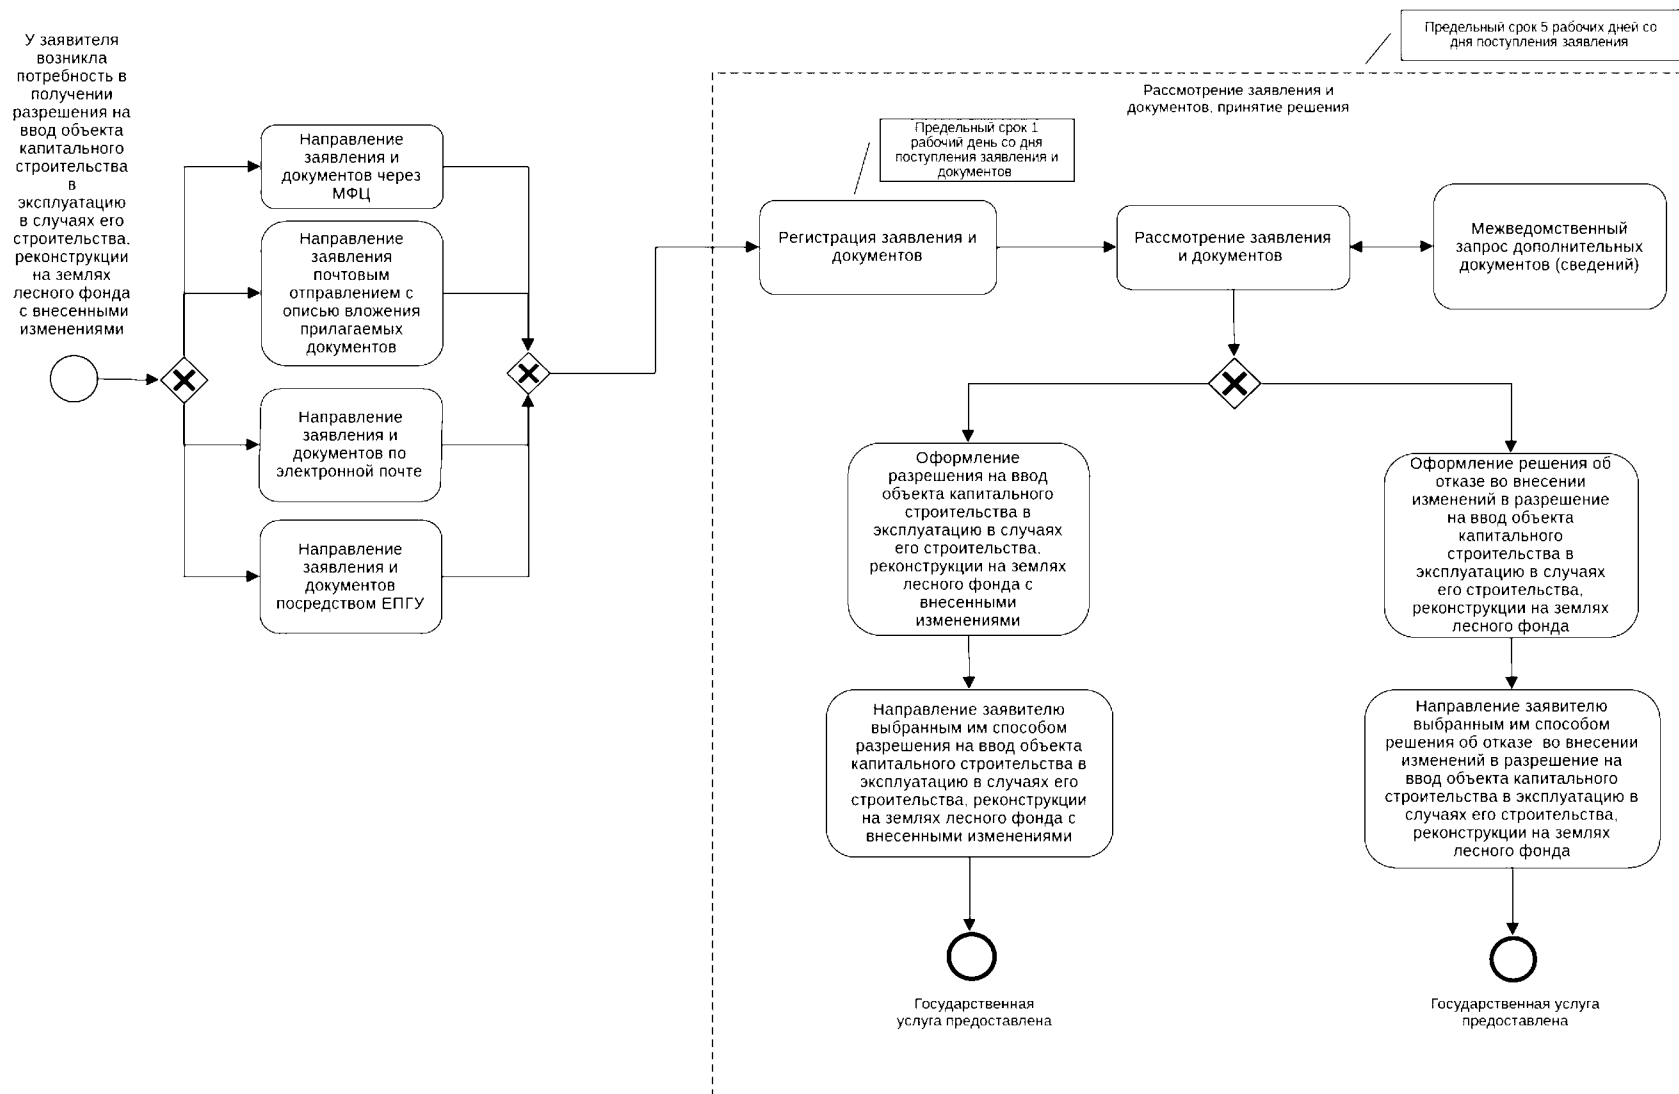 У заявителя
возникла
потребность в
получении
разрешения на
ввод объекта
капитального
строительства
в
эксплуатацию
в случаях его
строительства,
реконструкции
на землях
лесного фонда
с внесенными
изменениями
Направление
заявления и
документов через
МФЦ
Направление
заявления
почтовым
отправлением с
описью вложения
прилагаемых
документов
Направление
заявления и
документов по
электронной почте
Направление
заявления и
документов
посредством ЕПГУ
Предельный срок 5 рабочих дней со
дня поступления заявления
Рассмотрение заявления и
документов, принятие решения
Предельный срок 1
рабочий день со дня
поступления заявления и
документов
Регистрация заявления и
документов
Рассмотрение заявления
и документов
Межведомственный
запрос дополнительных
документов (сведений)
Оформление
разрешения на ввод
объекта капитального
строительства в
эксплуатацию в случаях
его строительства,
реконструкции на землях
лесного фонда с
внесенными
изменениями
Оформление решения об
отказе во внесении
изменений в разрешение
на ввод объекта
капитального
строительства в
эксплуатацию в случаях
его строительства,
реконструкции на землях
лесного фонда
Направление заявителю
выбранным им способом
разрешения на ввод объекта
капитального строительства в
эксплуатацию в случаях его
строительства, реконструкции
на землях лесного фонда с
внесенными изменениями
Направление заявителю
выбранным им способом
решения об отказе во внесении
изменений в разрешение на
ввод объекта капитального
строительства в эксплуатацию в
случаях его строительства,
реконструкции на землях
лесного фонда
Государственная
услуга предоставлена
Государственная услуга
предоставлена